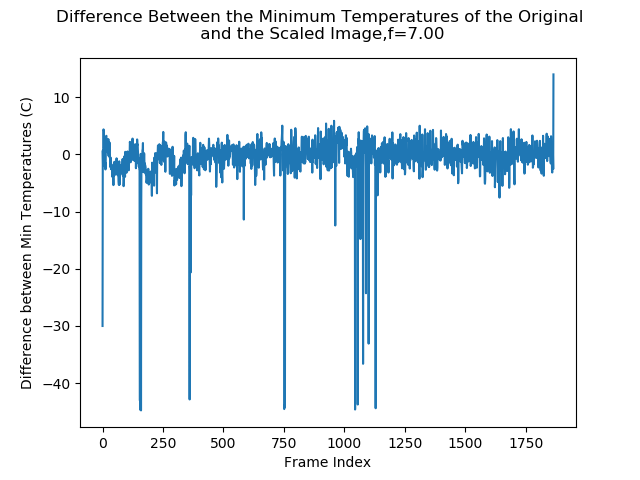 Difference Between the Minimum Temperatures of the Original
and the Scaled Image,f=7.00
Difference between Min Temperatures (C)
10
0
−10
−20
−30
−40
0 250 500 750 1000 1250 1500 1750
Frame Index